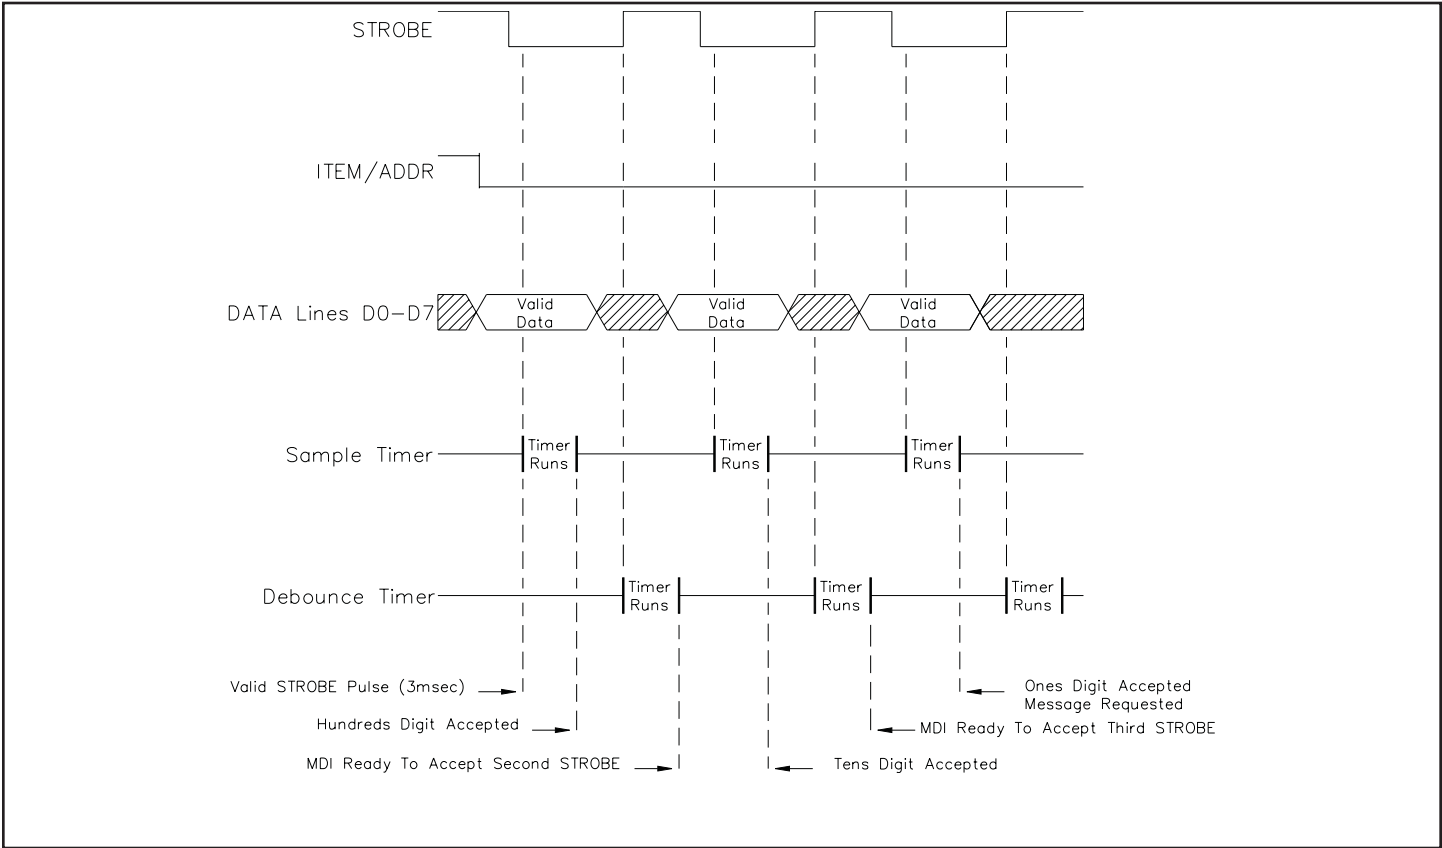 STROBE
ITEM/ADDR
DATA Lines D0-D7
Valid
Data
Valid
Data
Valid
Data
Sample Timer
Timer
Runs
Timer
Runs
Timer
Runs
Debounce Timer
Timer
Runs
Timer
Runs
Timer
Runs
Valid STROBE Pulse (3msec)
Ones Digit Accepted
Message Requested
Hundreds Digit Accepted
MDI Ready To Accept Third STROBE
MDI Ready To Accept Second STROBE
Tens Digit Accepted